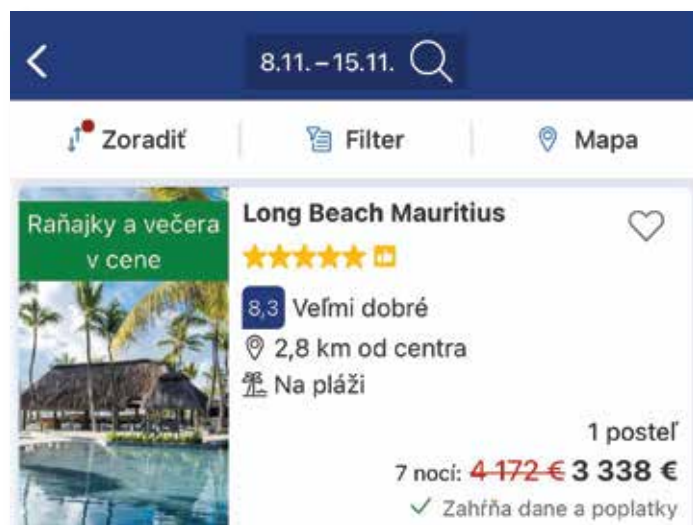 8.11. – 15.11.
Zoradiť
Filter
Mapa
Raňajky a večera
v cene
Long Beach Mauritius
8,3 Veľmi dobré
2,8 km od centra
Na pláži
1 posteľ
7 nocí: 4 172 € 3 338 €
Zahŕňa dane a poplatky